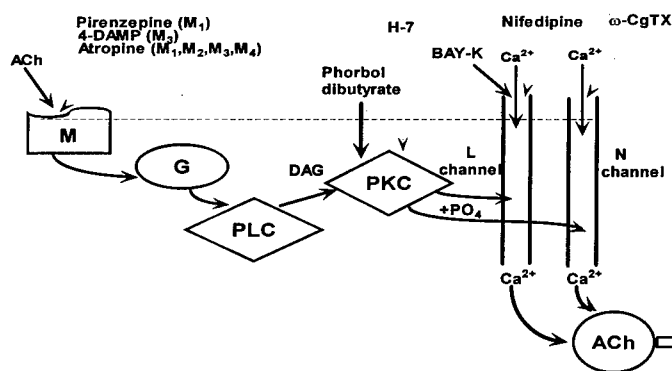 Pirenzepine (M₁)
4-DAMP (M₃)
Atropine (M₁,M₂,M₃,M₄)
H-7
Nifedipine
ω-CgTX
ACh
BAY-K
Ca²⁺
Ca²⁺
Phorbol
dibutyrate
M
G
DAG
PKC
L
channel
N
channel
+PO₄
PLC
Ca²⁺
Ca²⁺
ACh